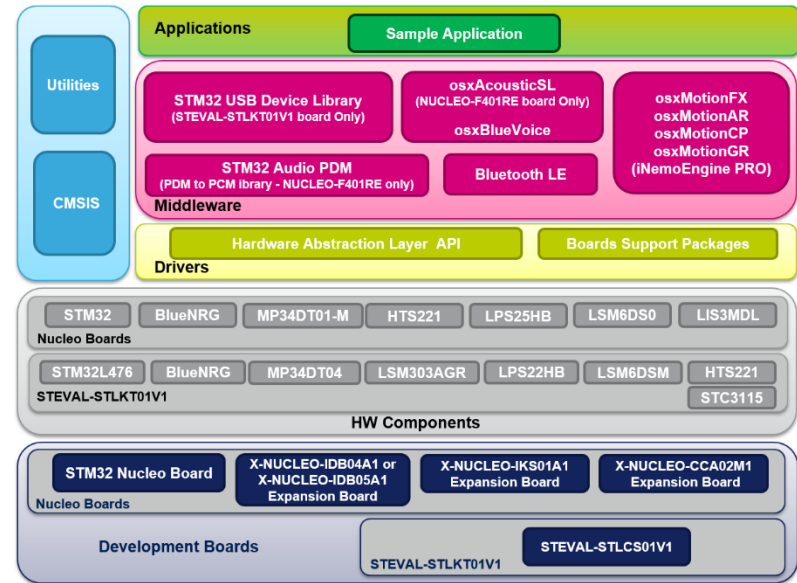 Applications
Sample Application
Utilities
CMSIS
STM32 USB Device Library
(STEVAL-STLKT01V1 board Only)
osxAcousticSL
(NUCLEO-F401RE board Only)
osxBlueVoice
osxMotionFX
osxMotionAR
osxMotionCP
osxMotionGR
(iNemoEngine PRO)
STM32 Audio PDM
(PDM to PCM library - NUCLEO-F401RE only)
Bluetooth LE
Middleware
Hardware Abstraction Layer API
Boards Support Packages
Drivers
STM32
BlueNRG
MP34DT01-M
HTS221
LPS25HB
LSM6DS0
LIS3MDL
Nucleo Boards
STM32L476
BlueNRG
MP34DT04
LSM303AGR
LPS22HB
LSM6DSM
HTS221
STEVAL-STLKT01V1
STC3115
HW Components
STM32 Nucleo Board
X-NUCLEO-IDB04A1 or
X-NUCLEO-IDB05A1
Expansion Board
X-NUCLEO-IKS01A1
Expansion Board
X-NUCLEO-CCA02M1
Expansion Board
Nucleo Boards
Development Boards
STEVAL-STLCS01V1
STEVAL-STLKT01V1